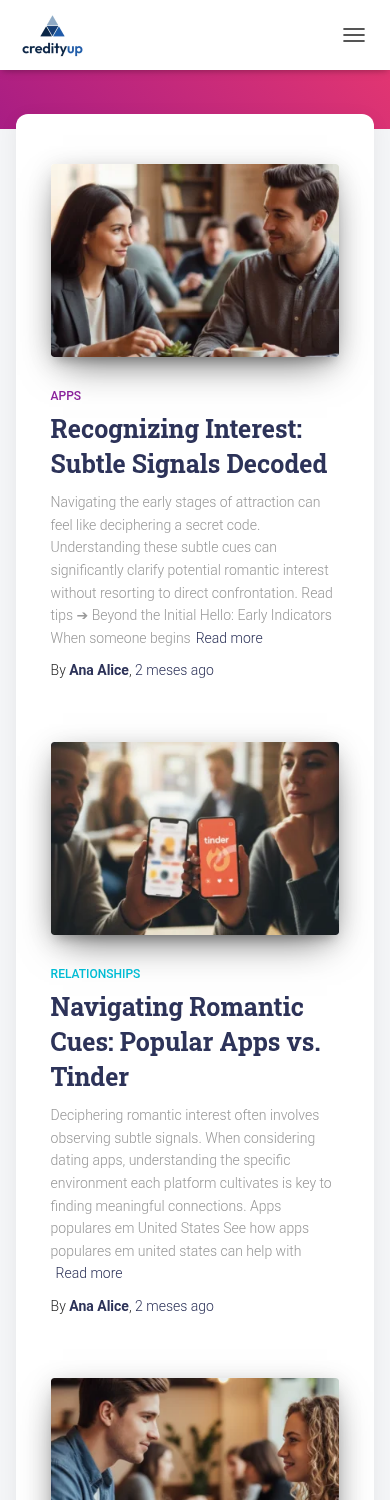 credityup
APPS
Recognizing Interest:
Subtle Signals Decoded
Navigating the early stages of attraction can
feel like deciphering a secret code.
Understanding these subtle cues can
significantly clarify potential romantic interest
without resorting to direct confrontation. Read
tips ➔ Beyond the Initial Hello: Early Indicators
When someone begins Read more
By Ana Alice, 2 meses ago
tinder
RELATIONSHIPS
Navigating Romantic
Cues: Popular Apps vs.
Tinder
Deciphering romantic interest often involves
observing subtle signals. When considering
dating apps, understanding the specific
environment each platform cultivates is key to
finding meaningful connections. Apps
populares em United States See how apps
populares em united states can help with
Read more
By Ana Alice, 2 meses ago